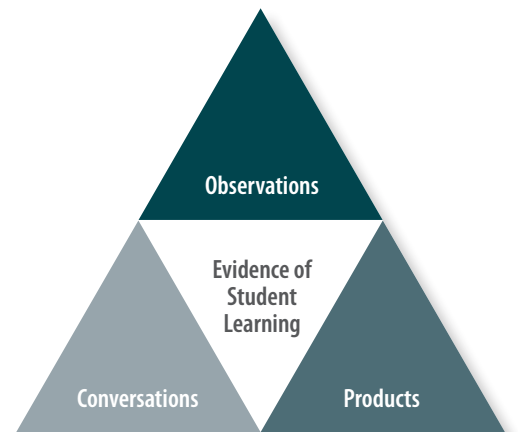 Observations
Evidence of
Student
Learning
Conversations
Products